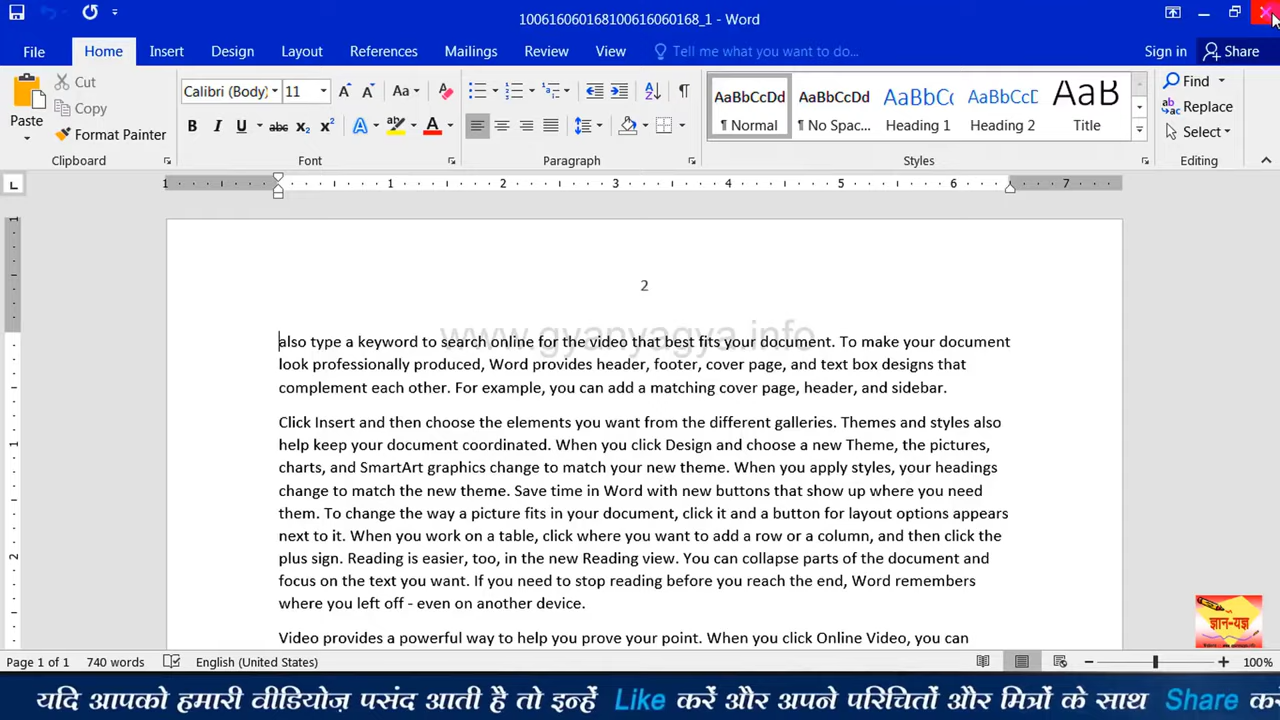 100616060168100616060168_1 - Word
File Home Insert Design Layout References Mailings Review View Tell me what you want to do... Sign in Share
Paste
Cut
Copy
Format Painter
Clipboard
Calibri (Body) 11
Font
Paragraph
AaBbCcDd AaBbCcDd AaBbC AaBbCcD AaB
¶ Normal ¶ No Spac... Heading 1 Heading 2 Title
Styles
Find
Replace
Select
Editing
1 1 2 3 4 5 6 7
2
www.gyanyagya.info
also type a keyword to search online for the video that best fits your document. To make your document
look professionally produced, Word provides header, footer, cover page, and text box designs that
complement each other. For example, you can add a matching cover page, header, and sidebar.
Click Insert and then choose the elements you want from the different galleries. Themes and styles also
help keep your document coordinated. When you click Design and choose a new Theme, the pictures,
charts, and SmartArt graphics change to match your new theme. When you apply styles, your headings
change to match the new theme. Save time in Word with new buttons that show up where you need
them. To change the way a picture fits in your document, click it and a button for layout options appears
next to it. When you work on a table, click where you want to add a row or a column, and then click the
plus sign. Reading is easier, too, in the new Reading view. You can collapse parts of the document and
focus on the text you want. If you need to stop reading before you reach the end, Word remembers
where you left off - even on another device.
Video provides a powerful way to help you prove your point. When you click Online Video, you can
ज्ञान-यज्ञ
Page 1 of 1 740 words English (United States) 100%
यदि आपको हमारी वीडियोज़ पसंद आती है तो इन्हें Like करें और अपने परिचितों और मित्रों के साथ Share क